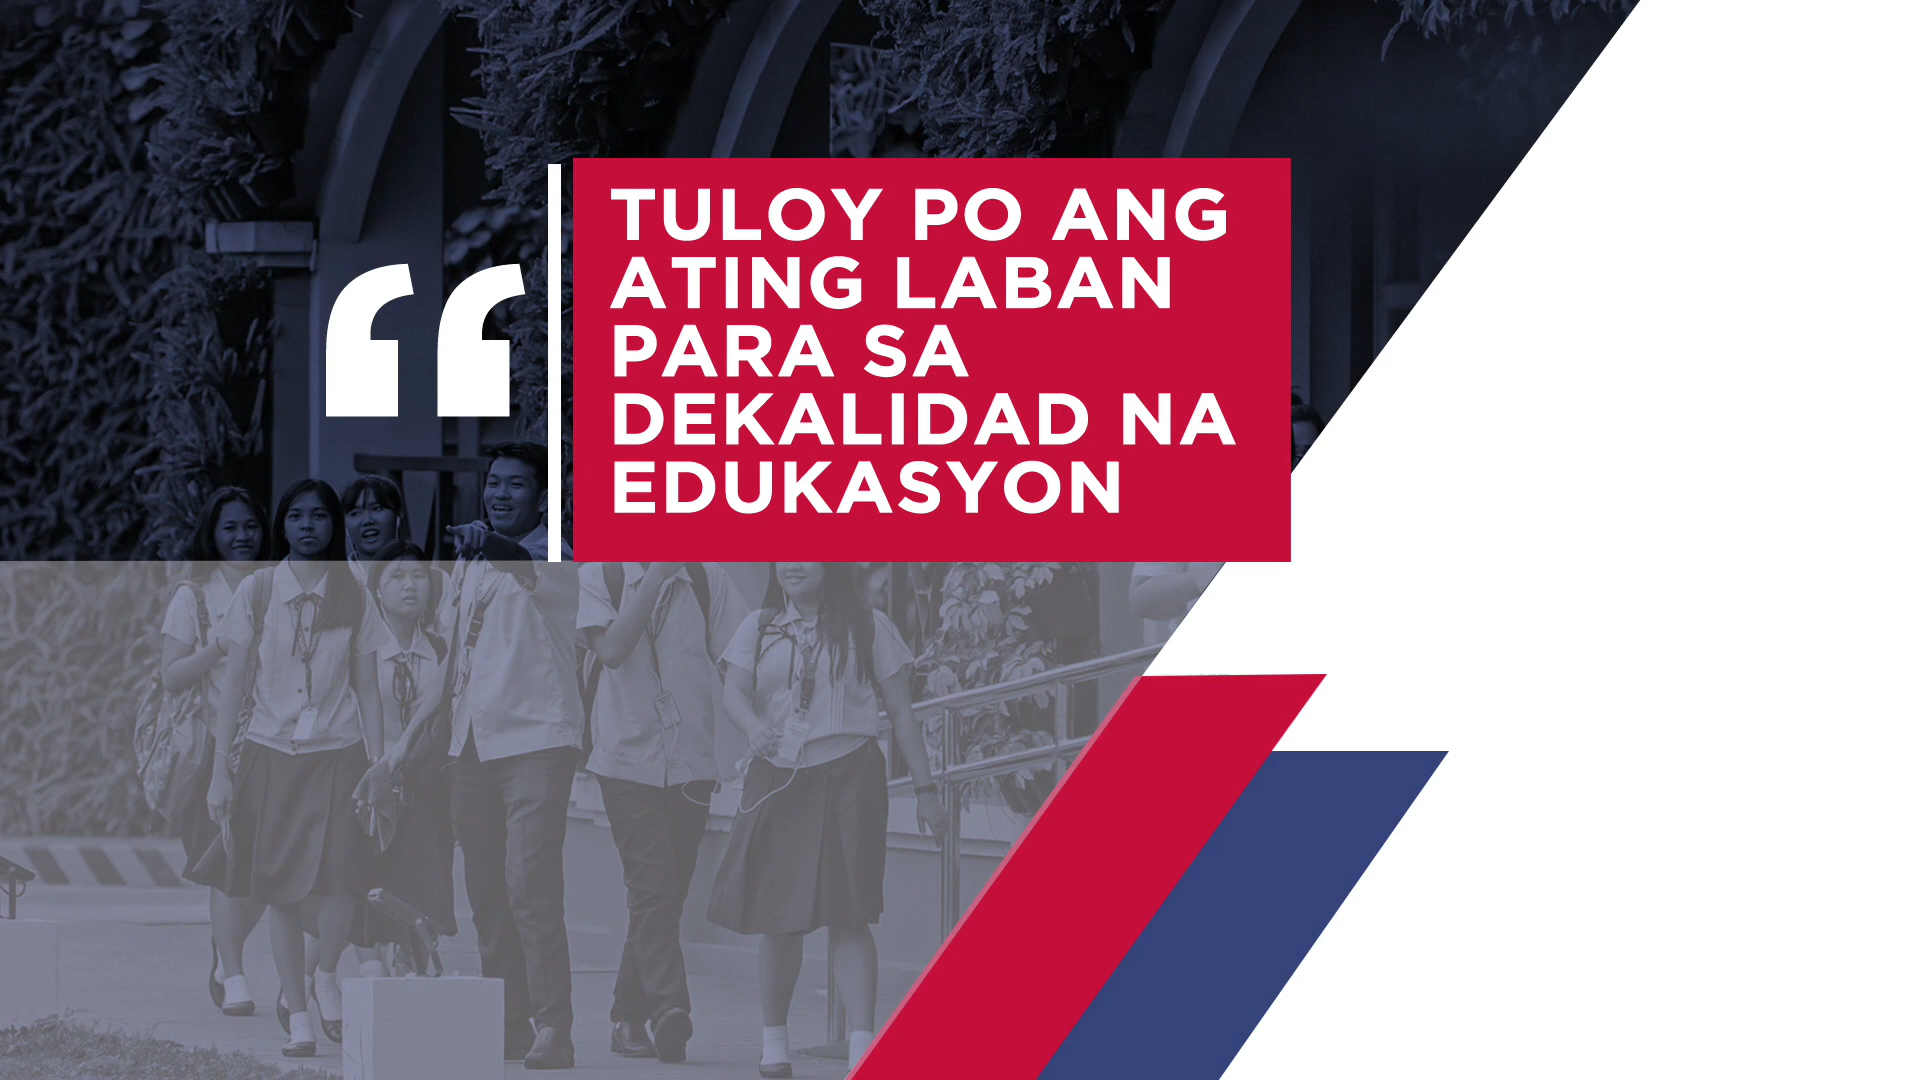 “
TULOY PO ANG
ATING LABAN
PARA SA
DEKALIDAD NA
EDUKASYON